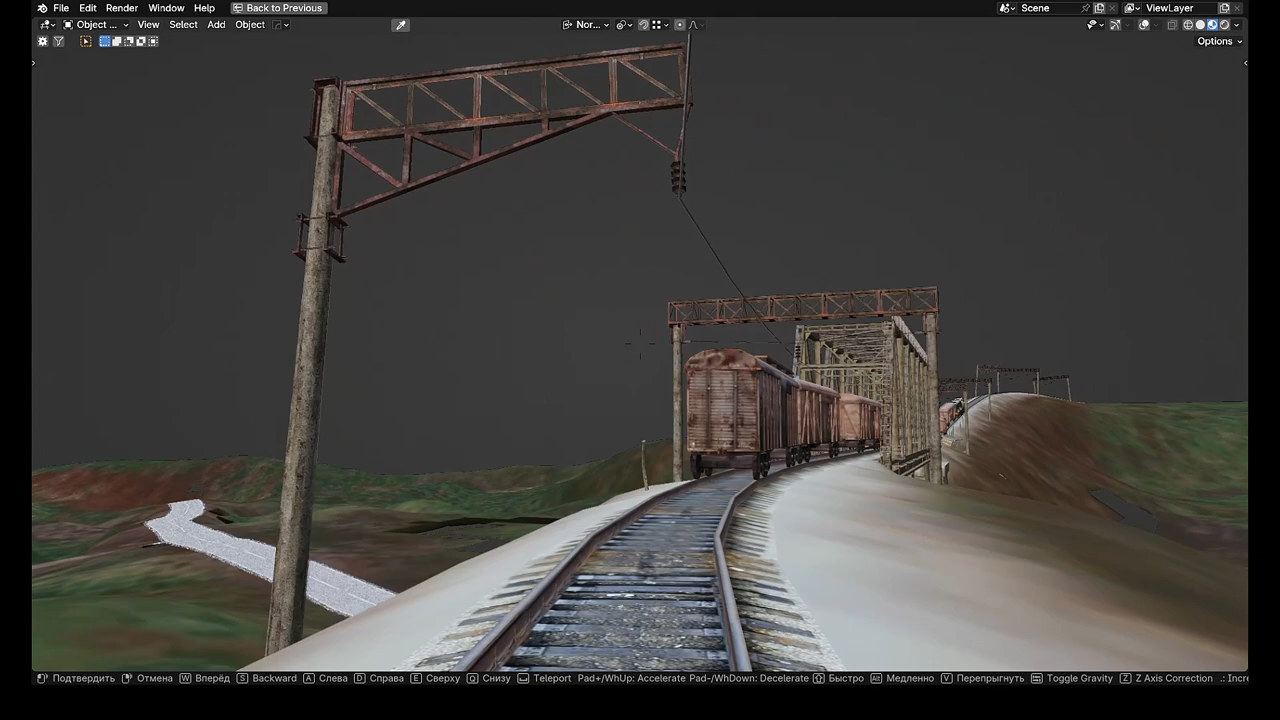 File Edit Render Window Help Back to Previous Scene ViewLayer
Object ... View Select Add Object Nor...
Options
Подтвердить Отмена W Вперёд S Backward A Слева D Справа E Сверху Q Снизу Teleport Pad+/WhUp: Accelerate Pad-/WhDown: Decelerate Быстро Alt Медленно V Перепрыгнуть Toggle Gravity Z Z Axis Correction .: Incre